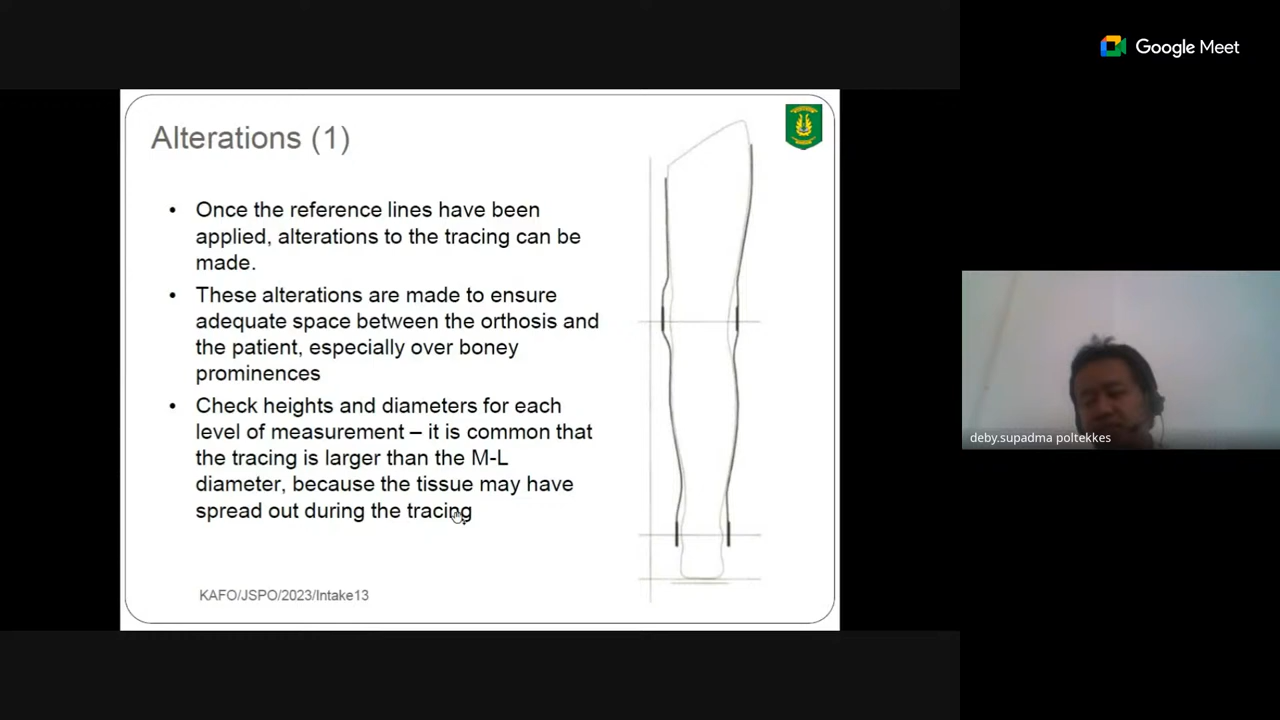 Google Meet
Alterations (1)
• Once the reference lines have been
applied, alterations to the tracing can be
made.
• These alterations are made to ensure
adequate space between the orthosis and
the patient, especially over boney
prominences
• Check heights and diameters for each
level of measurement – it is common that
the tracing is larger than the M-L
diameter, because the tissue may have
spread out during the tracing
KAFO/JSPO/2023/Intake13
deby.supadma poltekkes